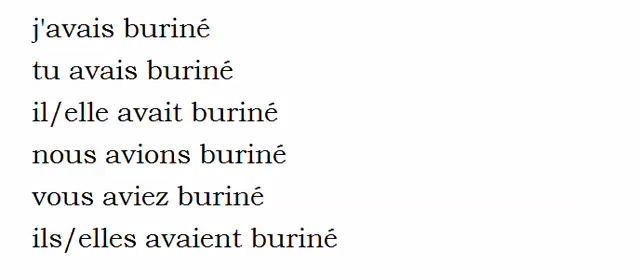 j'avais buriné
tu avais buriné
il/elle avait buriné
nous avions buriné
vous aviez buriné
ils/elles avaient buriné